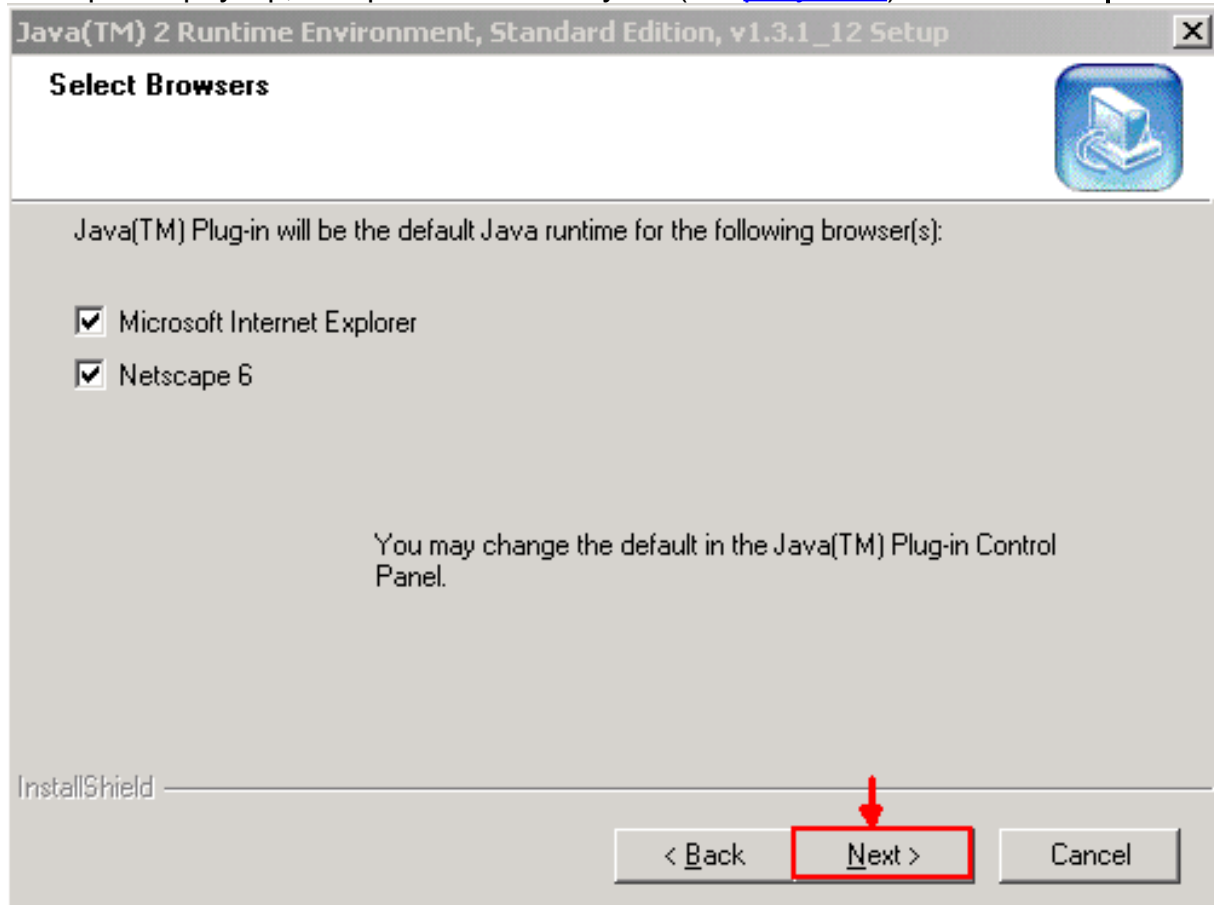 Java(TM) 2 Runtime Environment, Standard Edition, v1.3.1_12 Setup
Select Browsers
Java(TM) Plug-in will be the default Java runtime for the following browser(s):
Microsoft Internet Explorer
Netscape 6
You may change the default in the Java(TM) Plug-in Control
Panel.
InstallShield
< Back Next > Cancel